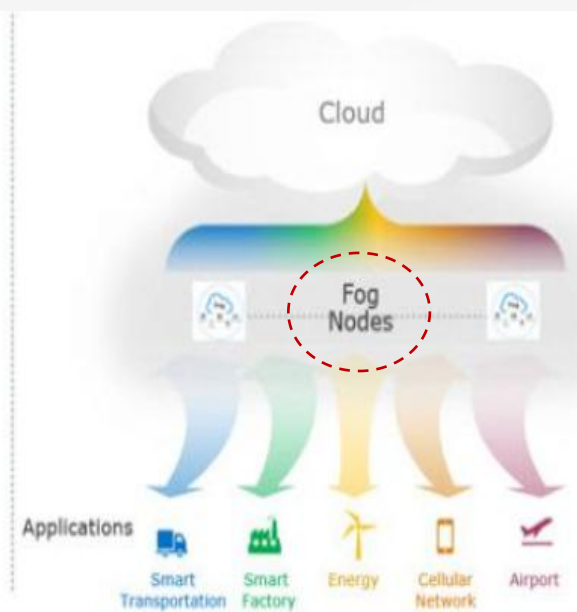 Cloud
Fog
Nodes
Applications
Smart
Transportation
Smart
Factory
Energy
Cellular
Network
Airport